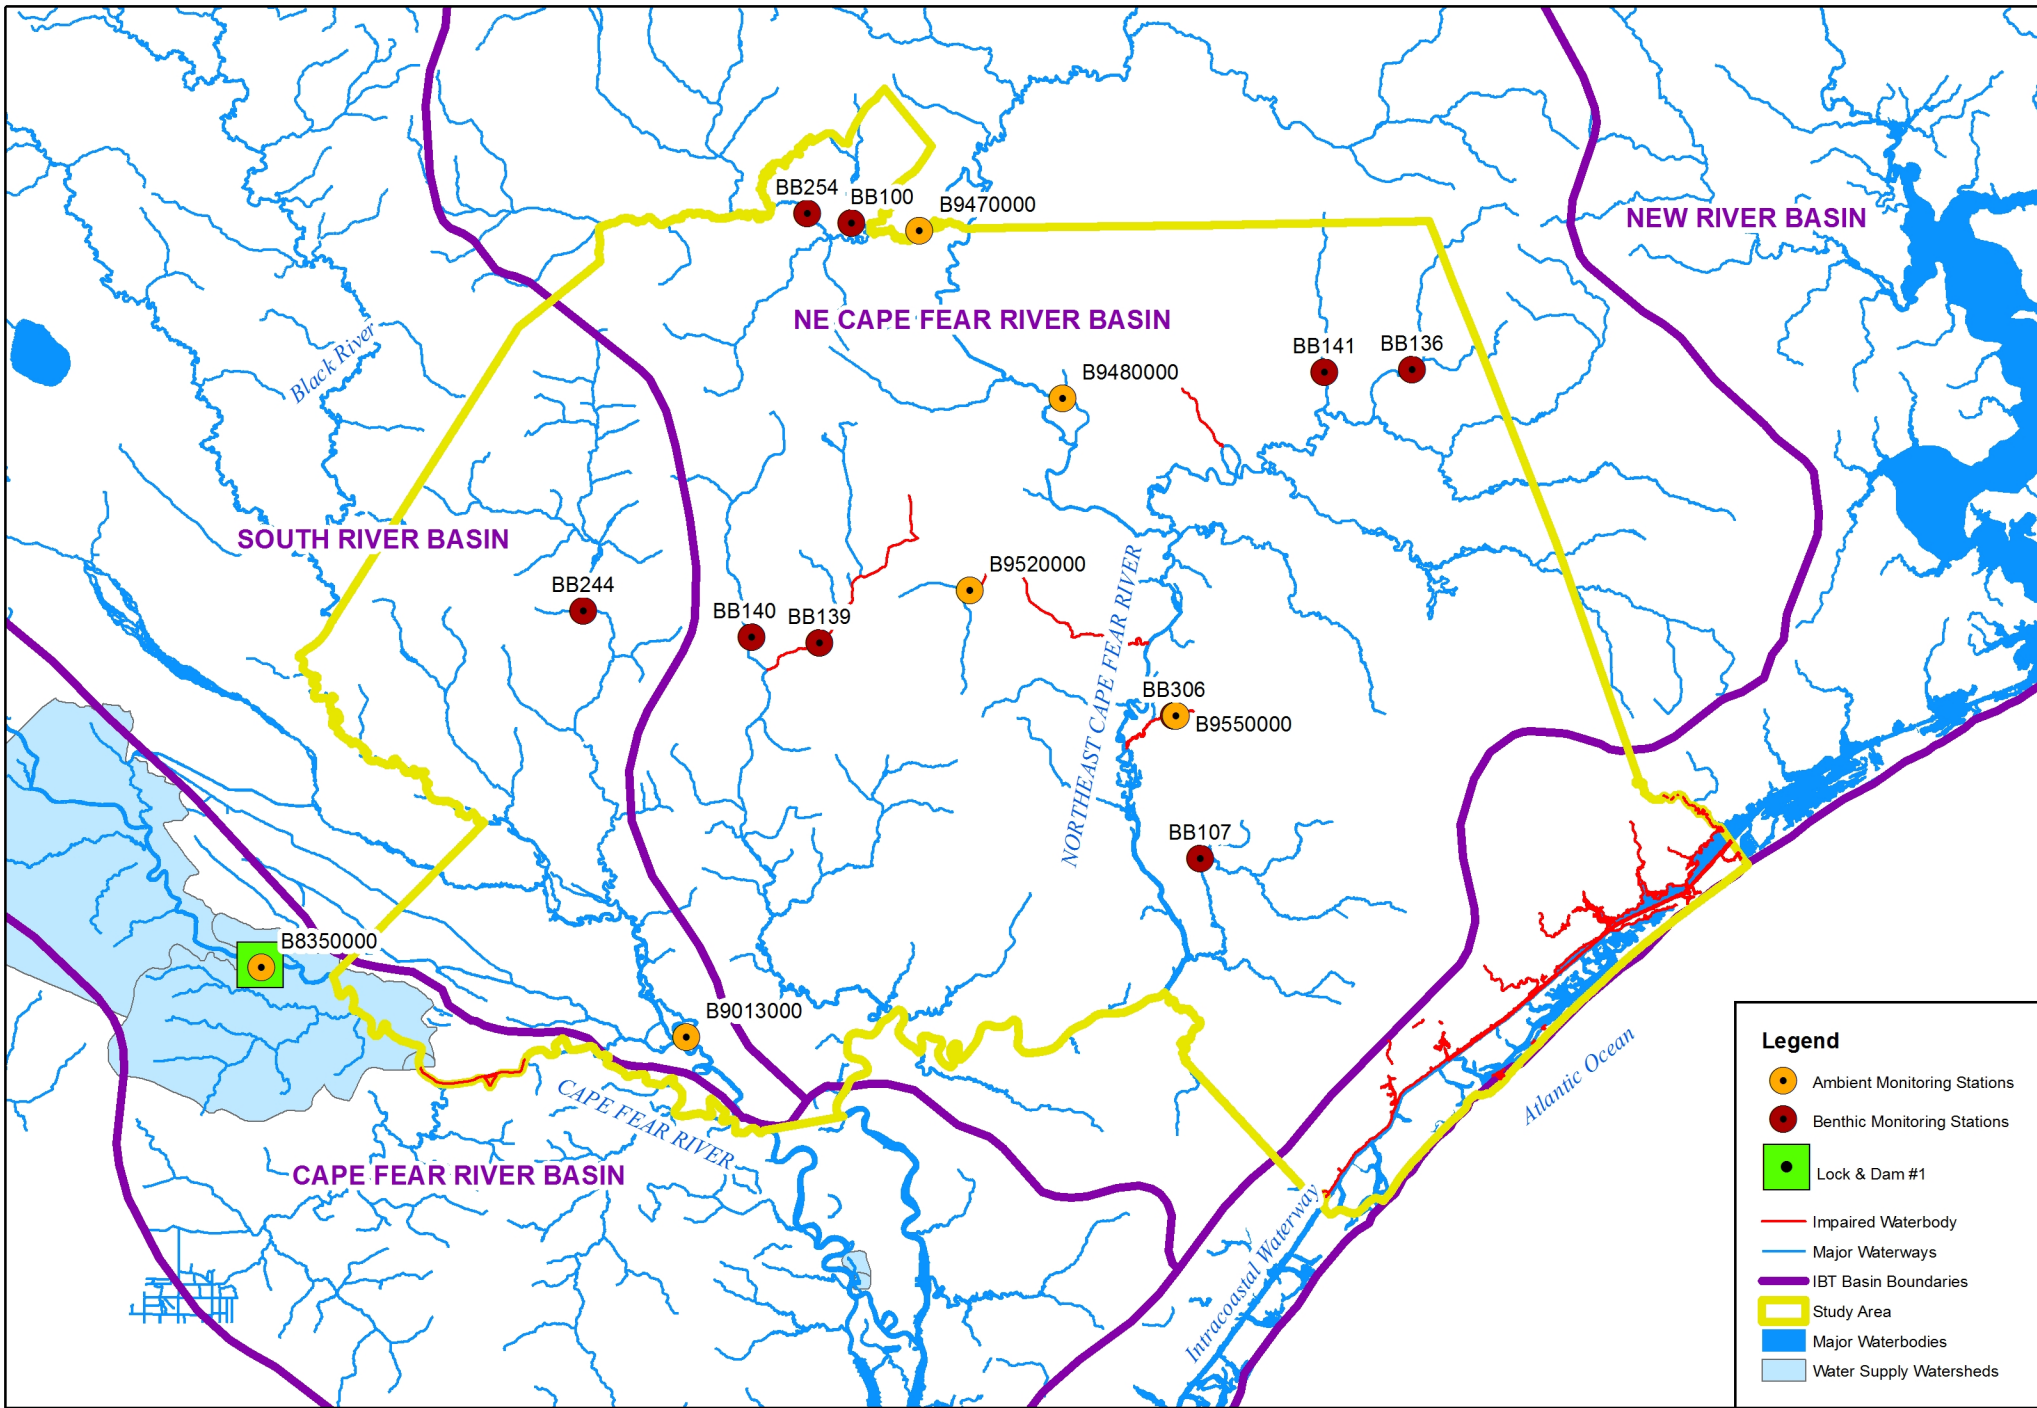 BB254
BB100
B9470000
NEW RIVER BASIN
NE CAPE FEAR RIVER BASIN
Black River
BB141
BB136
B9480000
SOUTH RIVER BASIN
B9520000
BB244
BB140
BB139
NORTHEAST CAPE FEAR RIVER
BB306
B9550000
BB107
B8350000
B9013000
CAPE FEAR RIVER
CAPE FEAR RIVER BASIN
Atlantic Ocean
Intracoastal Waterway
Legend
Ambient Monitoring Stations
Benthic Monitoring Stations
Lock & Dam #1
Impaired Waterbody
Major Waterways
IBT Basin Boundaries
Study Area
Major Waterbodies
Water Supply Watersheds